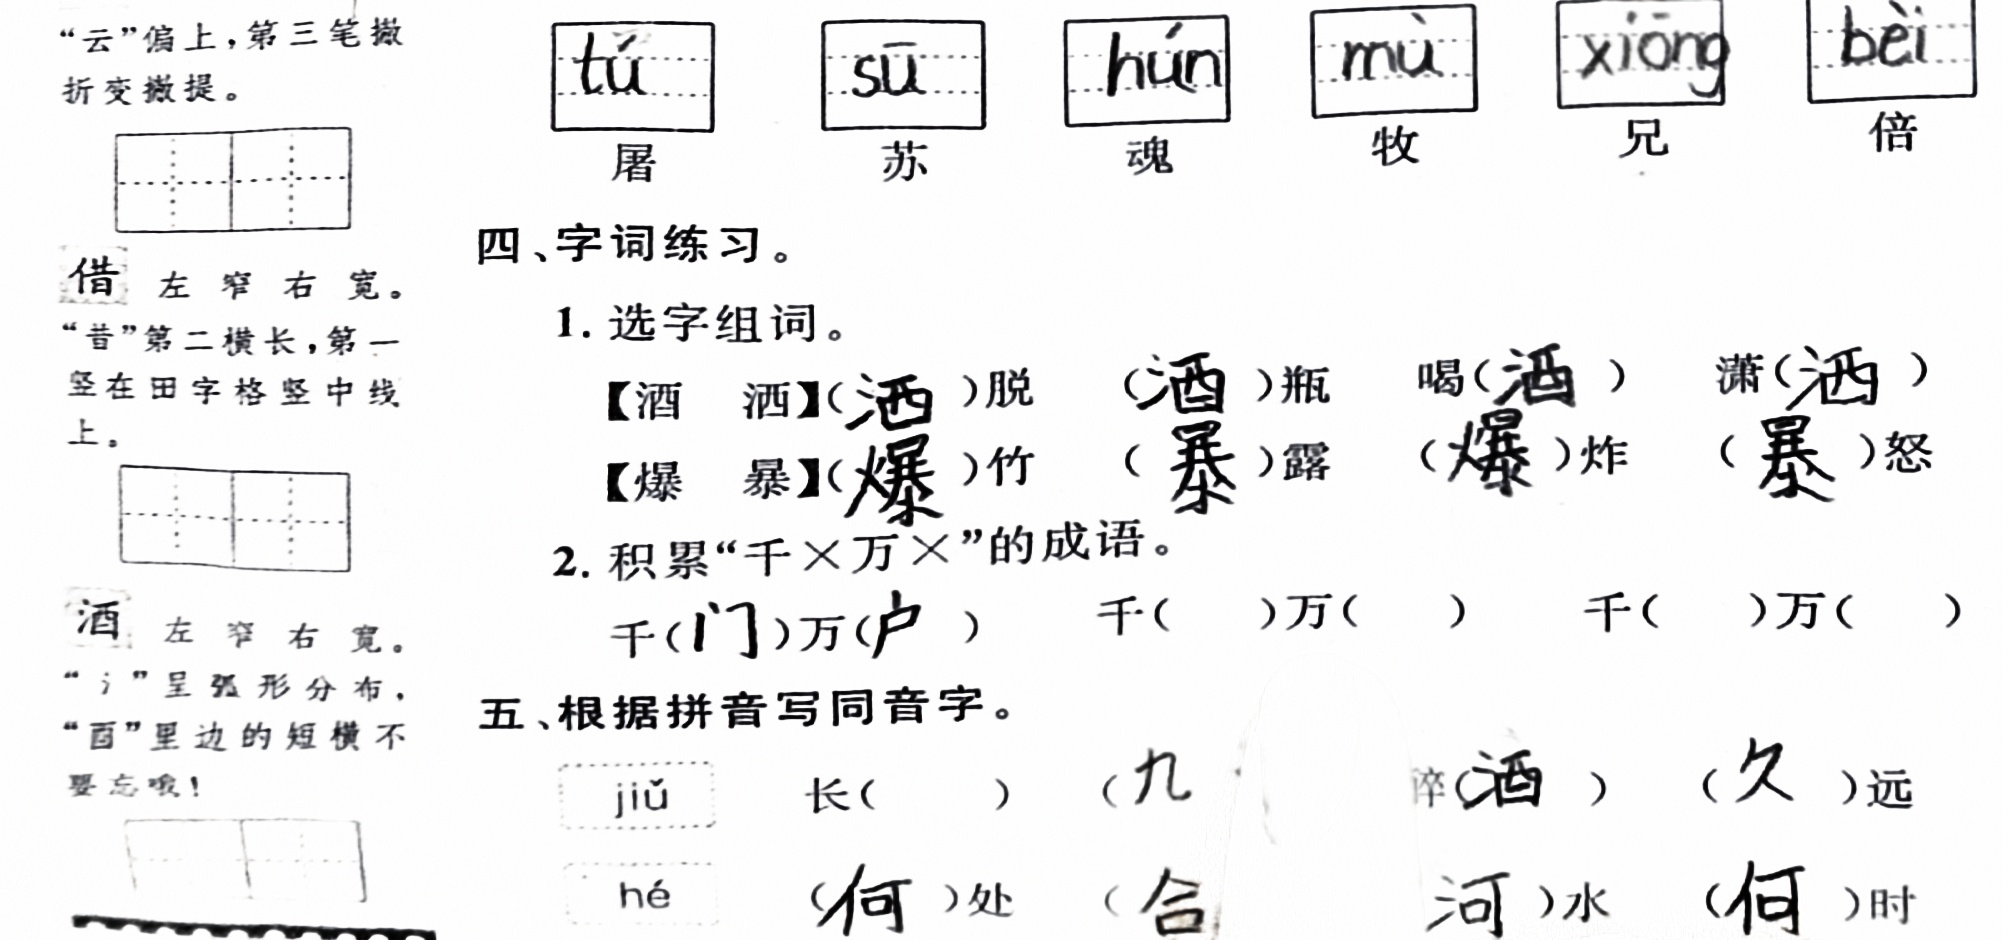 “云”偏上，第三笔撇
折变撇提。
借 左窄右宽。
“昔”第二横长，第一
竖在田字格竖中线
上。
酒 左窄右宽。
“氵”呈弧形分布，
“酉”里边的短横不
要忘哦！
tú sū hún mù xiōng bèi
屠 苏 魂 牧 兄 倍
四、字词练习。
1. 选字组词。
【酒 洒】（洒）脱 （酒）瓶 喝（酒） 潇（洒）
【爆 暴】（爆）竹 （暴）露 （爆）炸 （暴）怒
2. 积累“千×万×”的成语。
千（门）万（户） 千（ ）万（ ） 千（ ）万（ ）
五、根据拼音写同音字。
jiǔ 长（ ） （九 （酒） （久）远
hé （何）处 （合 河）水 （何）时